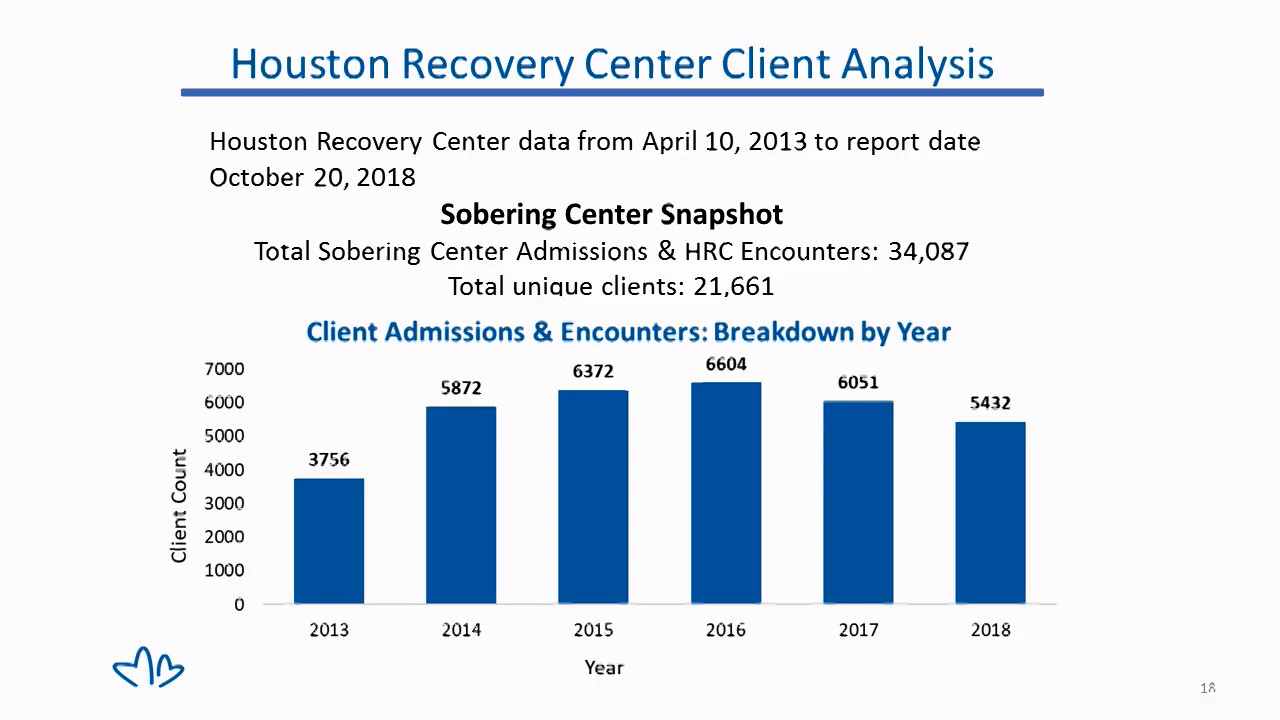 Houston Recovery Center Client Analysis
Houston Recovery Center data from April 10, 2013 to report date
October 20, 2018
Sobering Center Snapshot
Total Sobering Center Admissions & HRC Encounters: 34,087
Total unique clients: 21,661
Client Admissions & Encounters: Breakdown by Year
7000
6000
5000
4000
3000
2000
1000
0
Client Count
3756
5872
6372
6604
6051
5432
2013 2014 2015 2016 2017 2018
Year
18